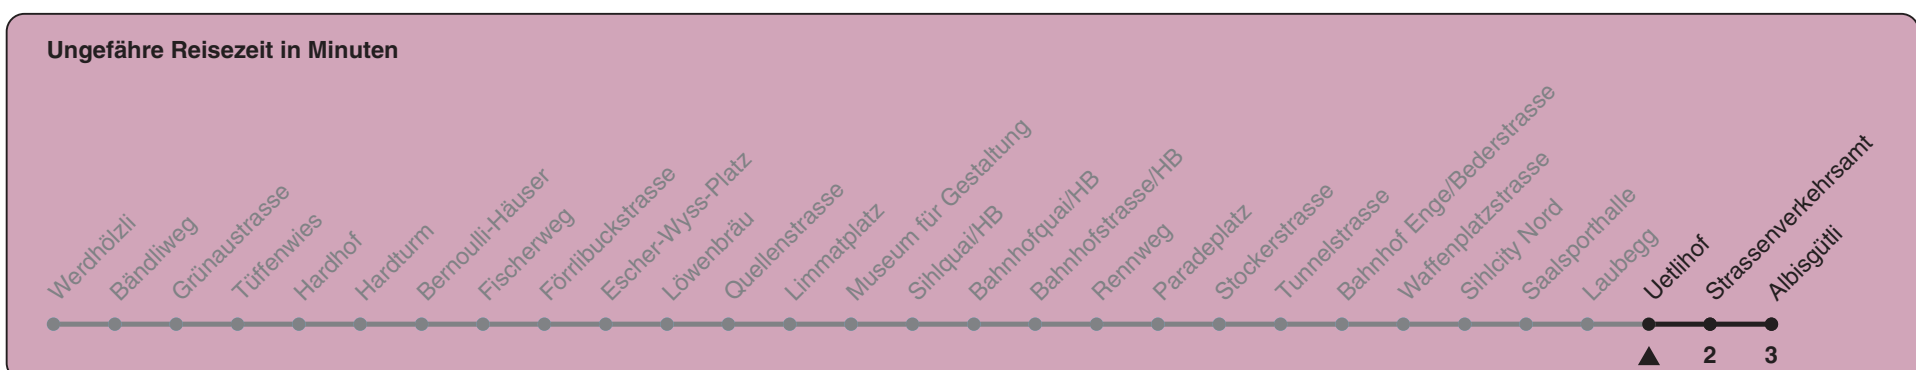 Ungefähre Reisezeit in Minuten
Werdhölzli
Bändliweg
Grünaustrasse
Tüffenwies
Hardhof
Hardturm
Bernoulli-Häuser
Fischerweg
Förrlibuckstrasse
Escher-Wyss-Platz
Löwenbräu
Quellenstrasse
Limmatplatz
Museum für Gestaltung
Sihlquai/HB
Bahnhofquai/HB
Bahnhofstrasse/HB
Rennweg
Paradeplatz
Stockerstrasse
Tunnelstrasse
Bahnhof Enge/Bederstrasse
Waffenplatzstrasse
Sihlcity Nord
Saalsporthalle
Laubegg
Uetlihof
Strassenverkehrsamt
Albisgütli
2 3